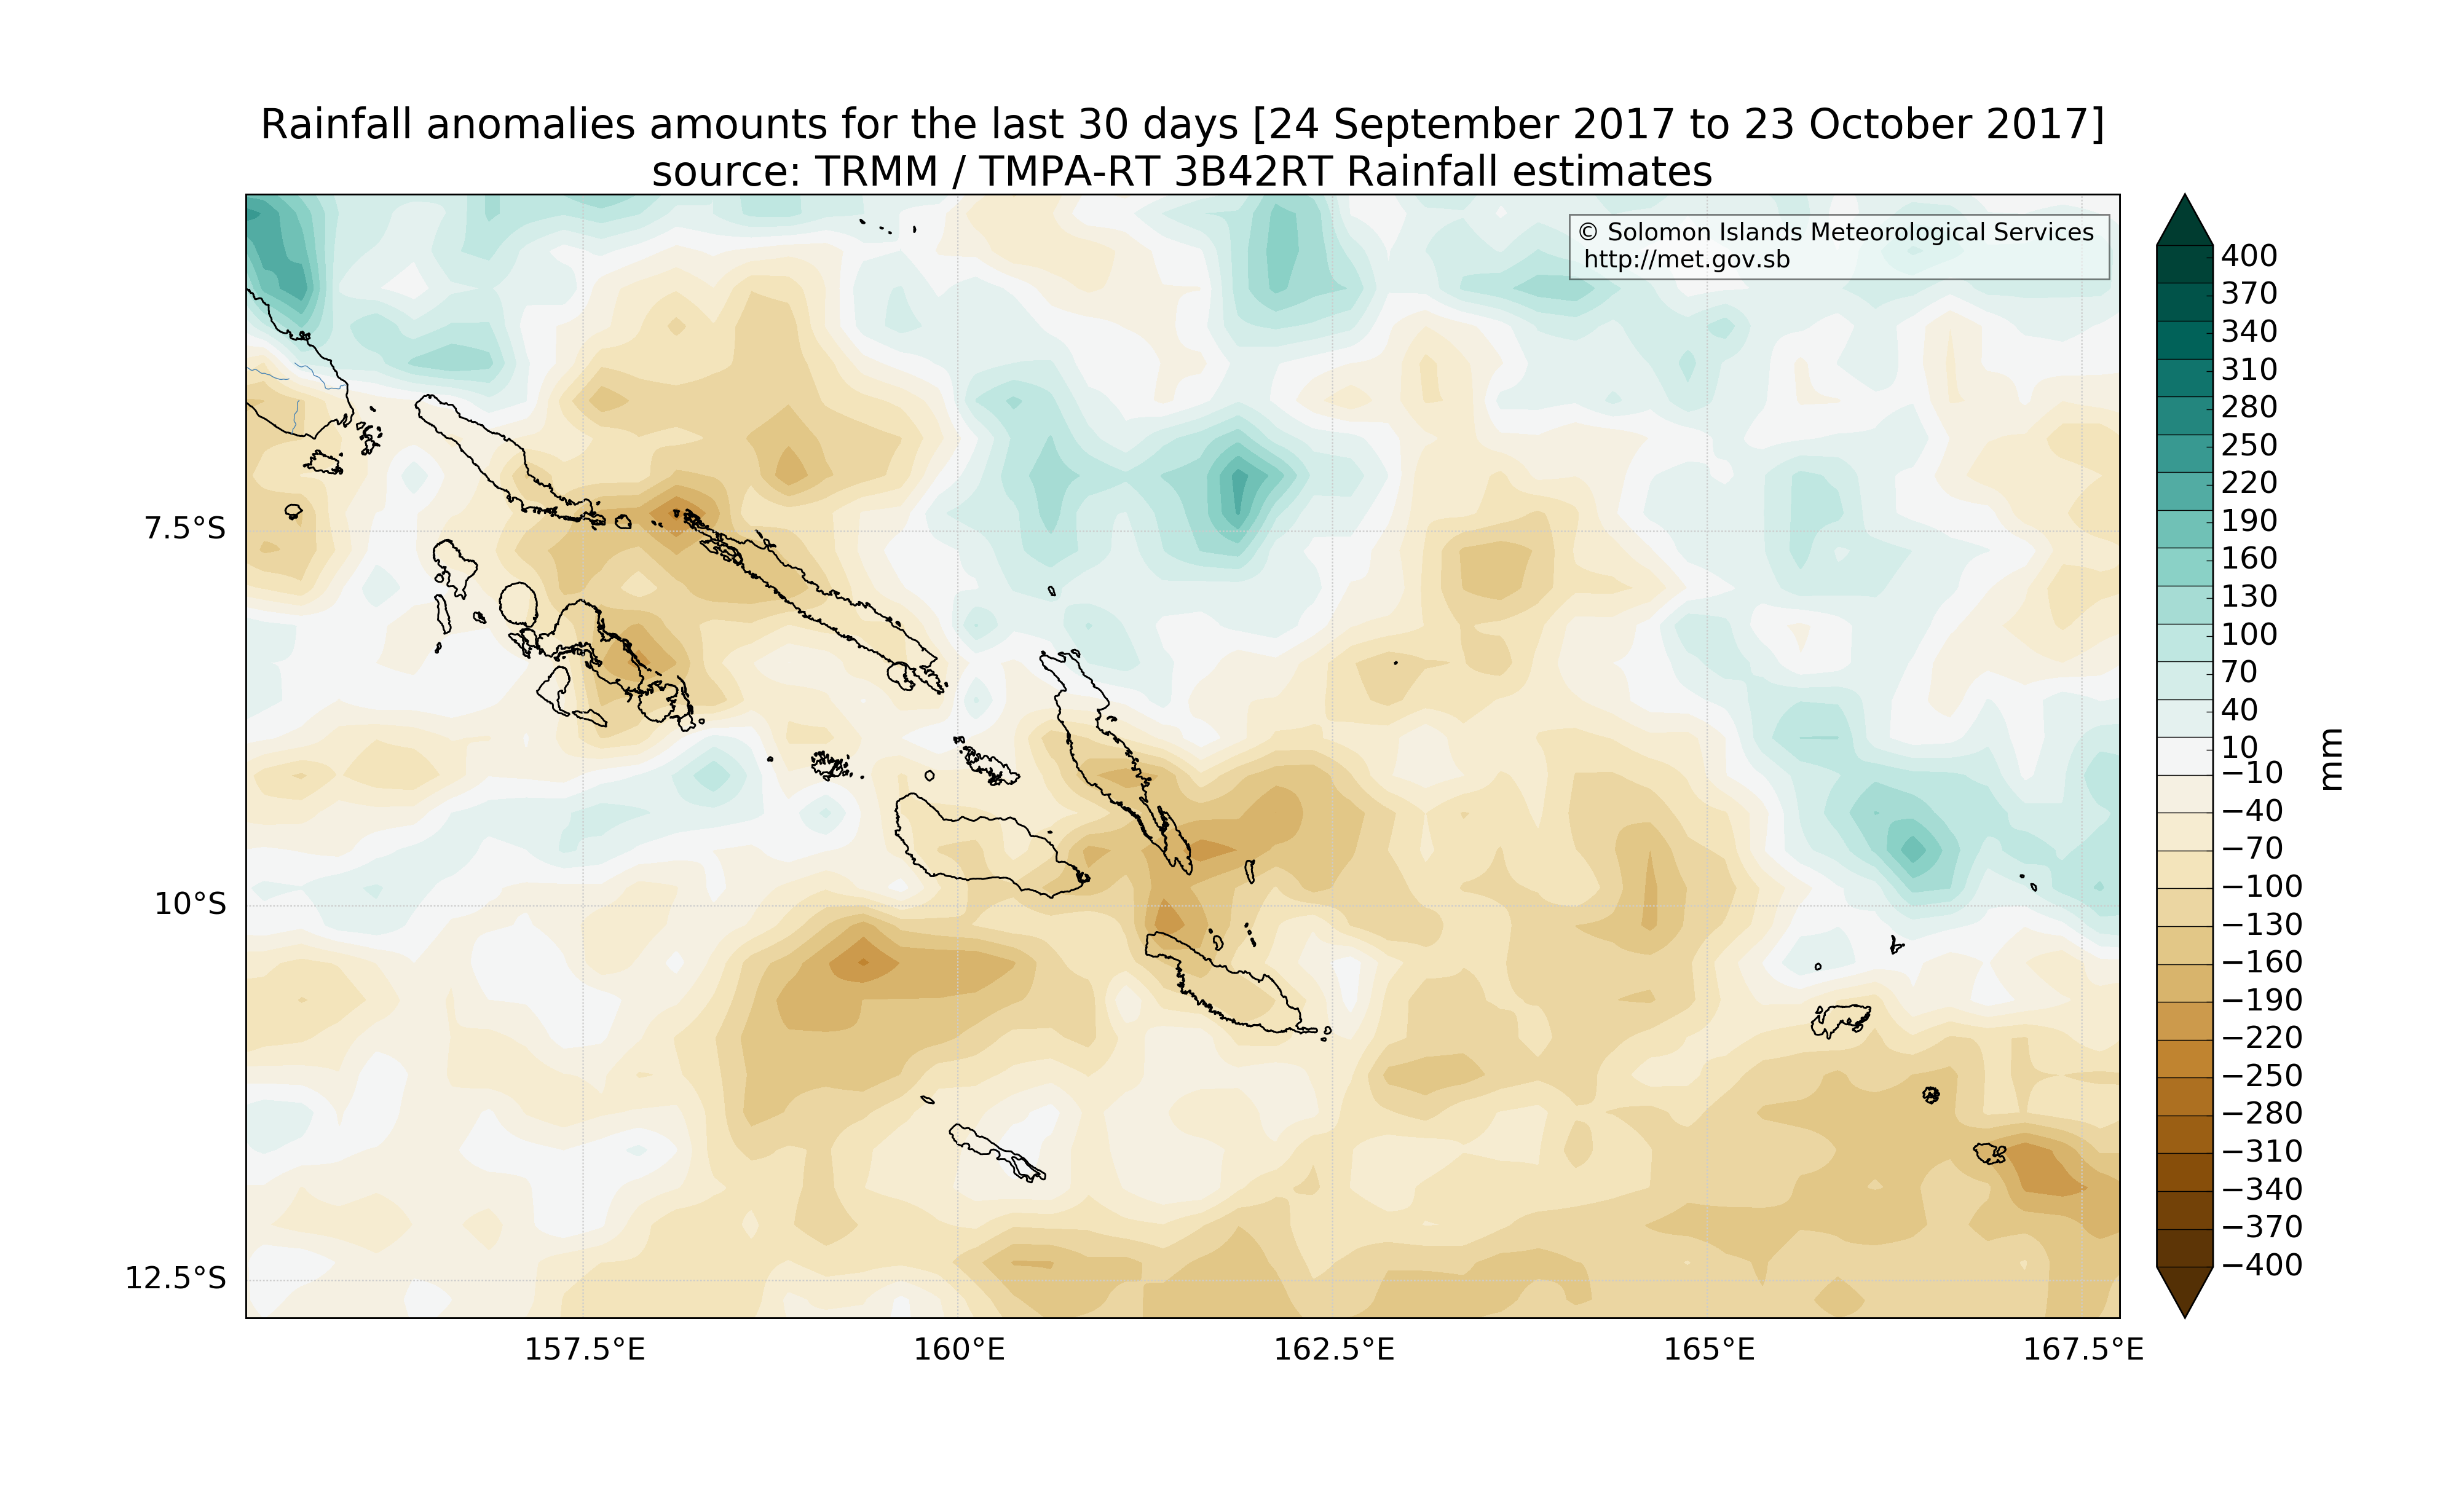 Rainfall anomalies amounts for the last 30 days [24 September 2017 to 23 October 2017]
source: TRMM / TMPA-RT 3B42RT Rainfall estimates
© Solomon Islands Meteorological Services
http://met.gov.sb
7.5°S
10°S
12.5°S
157.5°E
160°E
162.5°E
165°E
167.5°E
400
370
340
310
280
250
220
190
160
130
100
70
40
10
−10
−40
−70
−100
−130
−160
−190
−220
−250
−280
−310
−340
−370
−400
mm